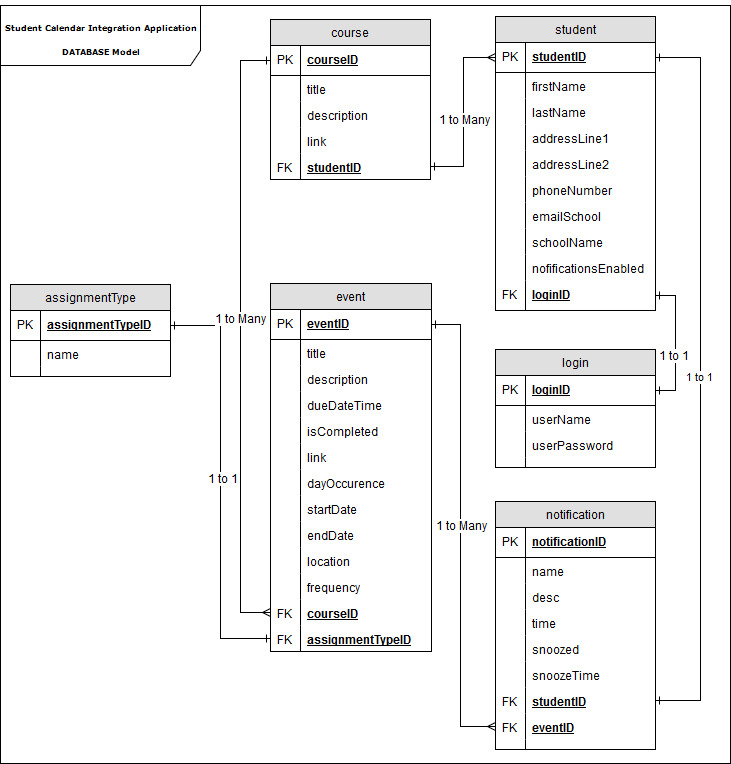 Student Calendar Integration Application
DATABASE Model
course
PK courseID
title
description
link
FK studentID
student
PK studentID
firstName
lastName
addressLine1
addressLine2
phoneNumber
emailSchool
schoolName
nofificationsEnabled
FK loginID
1 to Many
assignmentType
PK assignmentTypeID
name
1 to Many
1 to 1
event
PK eventID
title
description
dueDateTime
isCompleted
link
dayOccurence
startDate
endDate
location
frequency
FK courseID
FK assignmentTypeID
login
PK loginID
userName
userPassword
1 to 1
1 to 1
1 to Many
notification
PK notificationID
name
desc
time
snoozed
snoozeTime
FK studentID
FK eventID